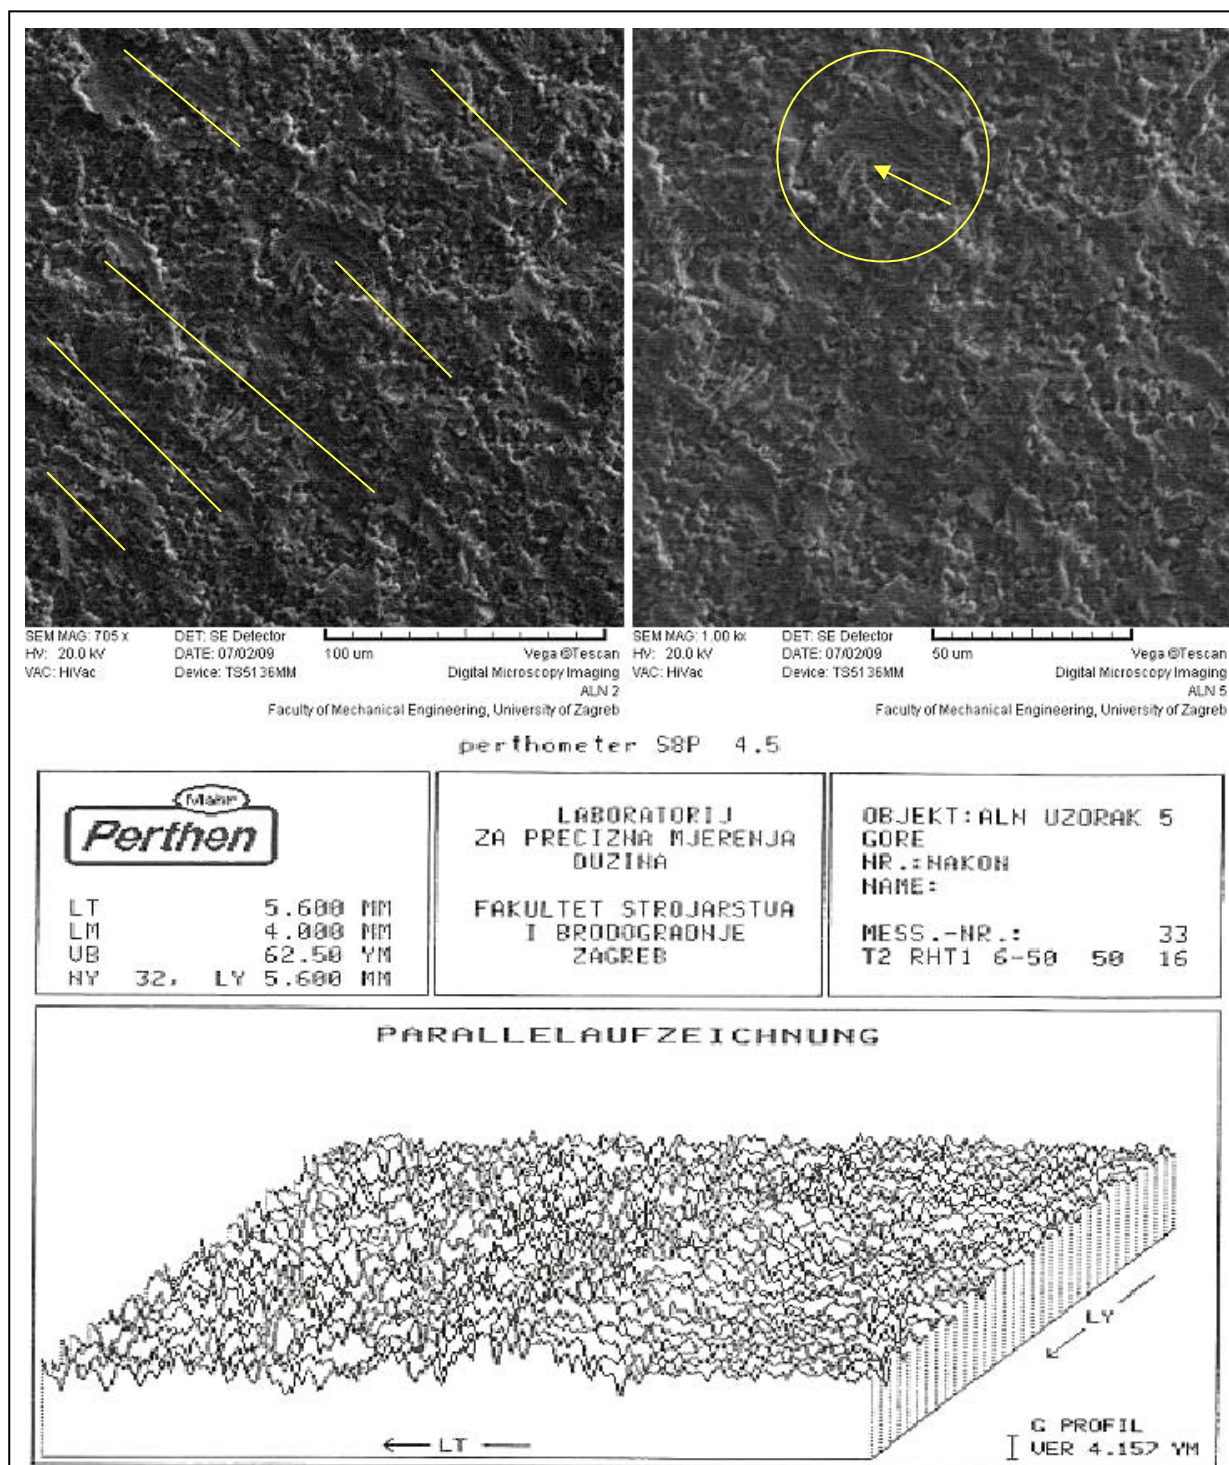 SEM MAG: 705 x
DET: SE Detector
HV: 20.0 kV
DATE: 07/02/09
100 um
Vega ©Tescan
VAC: HiVac
Device: TS5136MM
Digital Microscopy Imaging
ALN 2
Faculty of Mechanical Engineering, University of Zagreb
SEM MAG: 1.00 kx
DET: SE Detector
HV: 20.0 kV
DATE: 07/02/09
50 um
Vega ©Tescan
VAC: HiVac
Device: TS5136MM
Digital Microscopy Imaging
ALN 5
Faculty of Mechanical Engineering, University of Zagreb
perthometer S8P 4.5
Mahr
Perthen
LT 5.600 MM
LM 4.000 MM
VB 62.50 YM
NY 32, LY 5.600 MM
LABORATORIJ
ZA PRECIZNA MJERENJA
DUZINA
FAKULTET STROJARSTVA
I BRODOGRADNJE
ZAGREB
OBJEKT:ALN UZORAK 5
GORE
NR.:NAKON
NAME:
MESS.-NR.: 33
T2 RHT1 6-50 50 16
PARALLELAUFZEICHNUNG
LY
LT
G PROFIL
VER 4.157 YM